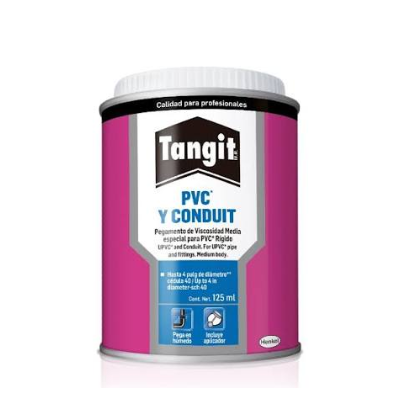 Calidad para profesionales
Tangit
PVC*
Y CONDUIT
Pegamento de Viscosidad Media
especial para PVC* Rígido
UPVC* and Conduit. For UPVC* pipe
and fittings. Medium body.
• Hasta 4 pulg de diámetro**
cédula 40 / Up to 4 in
diameter-sch 40
Cont. Net. 125 ml
Pega en
húmedo
Incluye
aplicador
Henkel